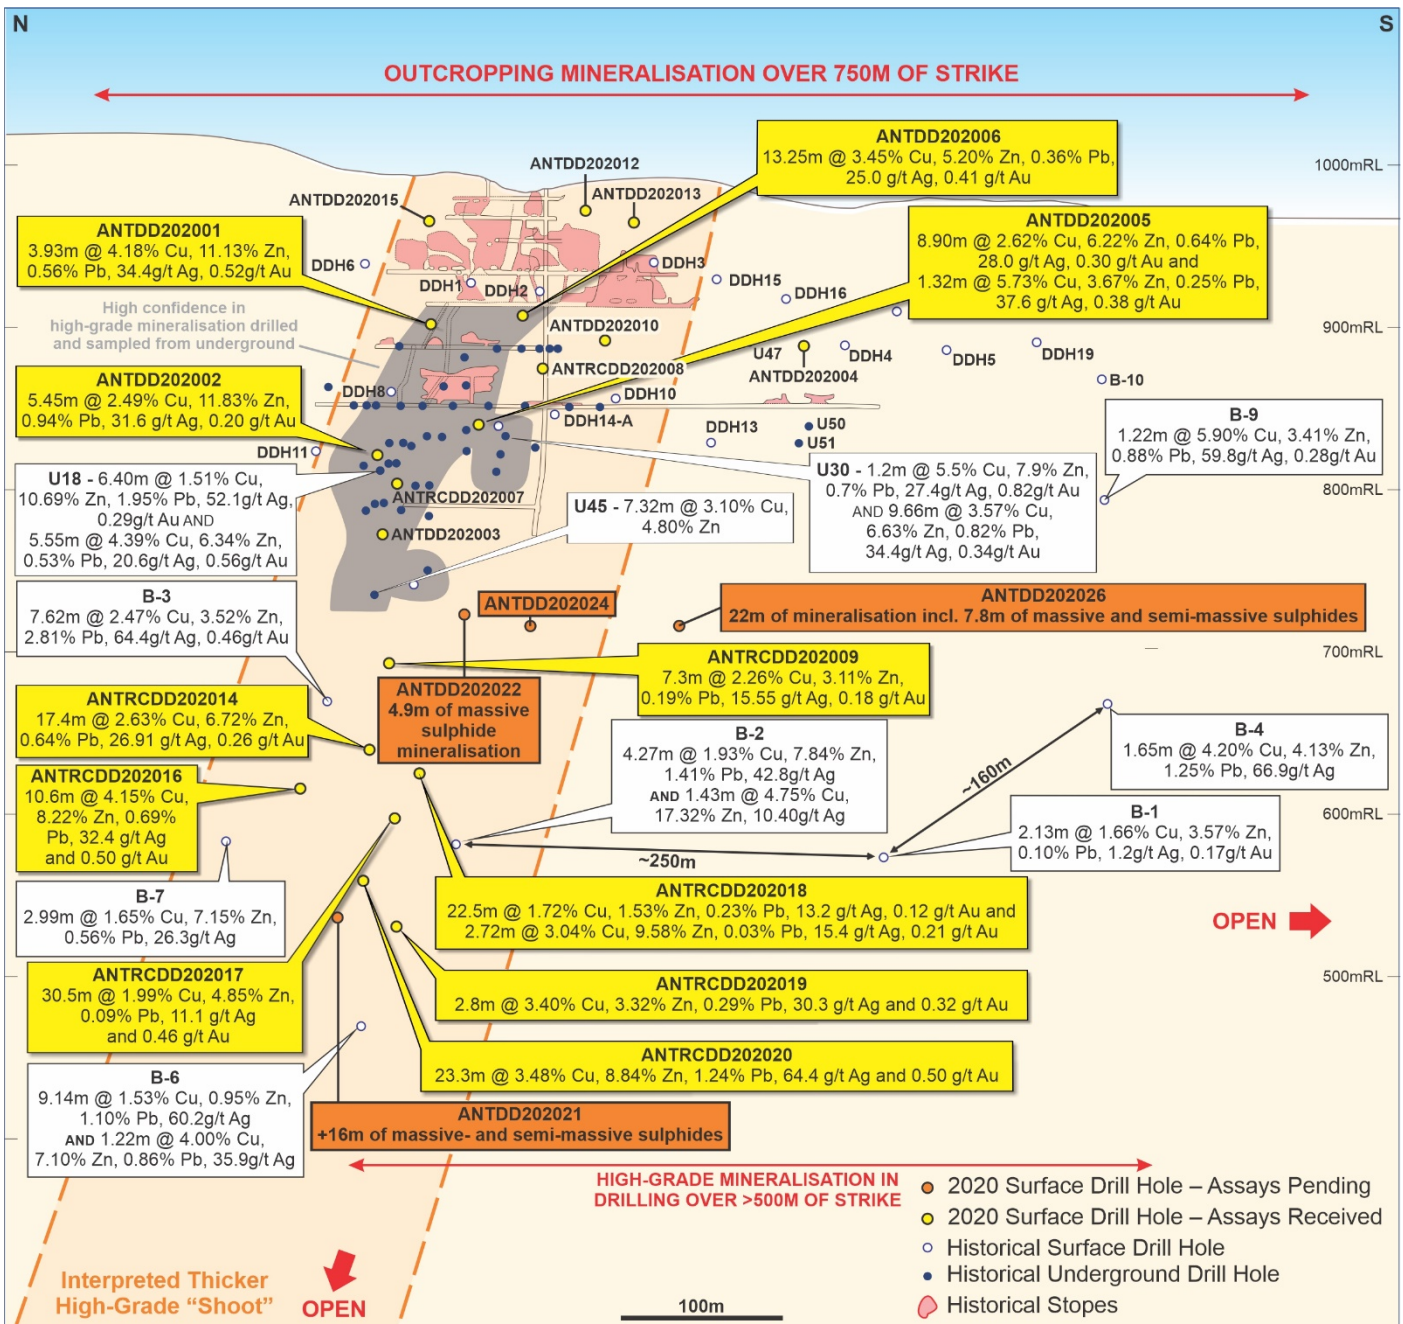 N
S
OUTCROPPING MINERALISATION OVER 750M OF STRIKE
ANTDD202006
13.25m @ 3.45% Cu, 5.20% Zn, 0.36% Pb,
25.0 g/t Ag, 0.41 g/t Au
ANTDD202012
1000mRL
ANTDD202013
ANTDD202015
ANTDD202005
8.90m @ 2.62% Cu, 6.22% Zn, 0.64% Pb,
28.0 g/t Ag, 0.30 g/t Au and
1.32m @ 5.73% Cu, 3.67% Zn, 0.25% Pb,
37.6 g/t Ag, 0.38 g/t Au
ANTDD202001
3.93m @ 4.18% Cu, 11.13% Zn,
0.56% Pb, 34.4g/t Ag, 0.52g/t Au
DDH6
DDH3
DDH1
DDH2
DDH15
DDH16
High confidence in
high-grade mineralisation drilled
and sampled from underground
900mRL
ANTDD202010
U47
DDH4
DDH5
DDH19
ANTRCDD202008
ANTDD202004
B-10
ANTDD202002
5.45m @ 2.49% Cu, 11.83% Zn,
0.94% Pb, 31.6 g/t Ag, 0.20 g/t Au
DDH8
DDH10
DDH14-A
U50
U51
DDH13
DDH11
B-9
1.22m @ 5.90% Cu, 3.41% Zn,
0.88% Pb, 59.8g/t Ag, 0.28g/t Au
U18 - 6.40m @ 1.51% Cu,
10.69% Zn, 1.95% Pb, 52.1g/t Ag,
0.29g/t Au AND
5.55m @ 4.39% Cu, 6.34% Zn,
0.53% Pb, 20.6g/t Ag, 0.56g/t Au
U30 - 1.2m @ 5.5% Cu, 7.9% Zn,
0.7% Pb, 27.4g/t Ag, 0.82g/t Au
AND 9.66m @ 3.57% Cu,
6.63% Zn, 0.82% Pb,
34.4g/t Ag, 0.34g/t Au
800mRL
ANTRCDD202007
U45 - 7.32m @ 3.10% Cu,
4.80% Zn
ANTDD202003
B-3
7.62m @ 2.47% Cu, 3.52% Zn,
2.81% Pb, 64.4g/t Ag, 0.46g/t Au
ANTDD202024
ANTDD202026
22m of mineralisation incl. 7.8m of massive and semi-massive sulphides
700mRL
ANTRCDD202009
7.3m @ 2.26% Cu, 3.11% Zn,
0.19% Pb, 15.55 g/t Ag, 0.18 g/t Au
ANTDD202022
4.9m of massive
sulphide
mineralisation
ANTRCDD202014
17.4m @ 2.63% Cu, 6.72% Zn,
0.64% Pb, 26.91 g/t Ag, 0.26 g/t Au
B-2
4.27m @ 1.93% Cu, 7.84% Zn,
1.41% Pb, 42.8g/t Ag
AND 1.43m @ 4.75% Cu,
17.32% Zn, 10.40g/t Ag
B-4
1.65m @ 4.20% Cu, 4.13% Zn,
1.25% Pb, 66.9g/t Ag
~160m
ANTRCDD202016
10.6m @ 4.15% Cu,
8.22% Zn, 0.69%
Pb, 32.4 g/t Ag
and 0.50 g/t Au
600mRL
B-1
2.13m @ 1.66% Cu, 3.57% Zn,
0.10% Pb, 1.2g/t Ag, 0.17g/t Au
~250m
B-7
2.99m @ 1.65% Cu, 7.15% Zn,
0.56% Pb, 26.3g/t Ag
ANTRCDD202018
22.5m @ 1.72% Cu, 1.53% Zn, 0.23% Pb, 13.2 g/t Ag, 0.12 g/t Au and
2.72m @ 3.04% Cu, 9.58% Zn, 0.03% Pb, 15.4 g/t Ag, 0.21 g/t Au
OPEN
ANTRCDD202017
30.5m @ 1.99% Cu, 4.85% Zn,
0.09% Pb, 11.1 g/t Ag
and 0.46 g/t Au
ANTRCDD202019
2.8m @ 3.40% Cu, 3.32% Zn, 0.29% Pb, 30.3 g/t Ag and 0.32 g/t Au
500mRL
ANTRCDD202020
23.3m @ 3.48% Cu, 8.84% Zn, 1.24% Pb, 64.4 g/t Ag and 0.50 g/t Au
B-6
9.14m @ 1.53% Cu, 0.95% Zn,
1.10% Pb, 60.2g/t Ag
AND 1.22m @ 4.00% Cu,
7.10% Zn, 0.86% Pb, 35.9g/t Ag
ANTDD202021
+16m of massive- and semi-massive sulphides
HIGH-GRADE MINERALISATION IN
DRILLING OVER >500M OF STRIKE
2020 Surface Drill Hole – Assays Pending
2020 Surface Drill Hole – Assays Received
Historical Surface Drill Hole
Historical Underground Drill Hole
Historical Stopes
Interpreted Thicker
High-Grade “Shoot”
OPEN
100m